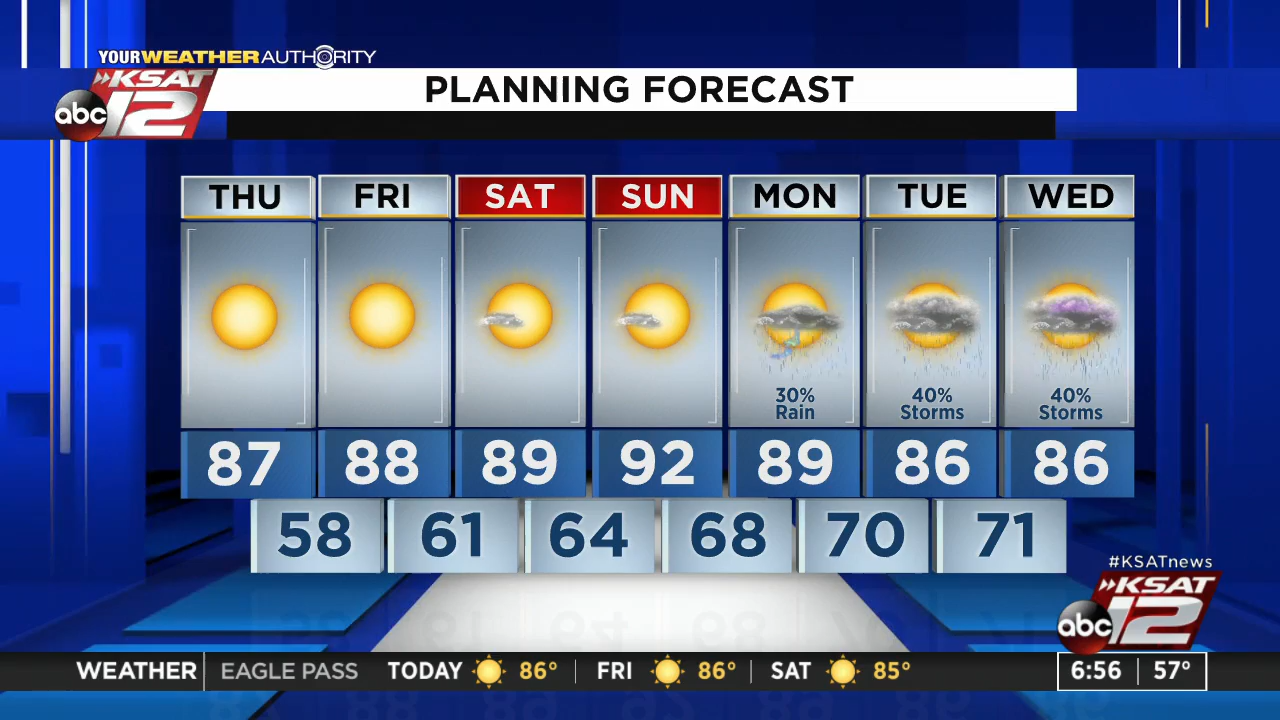 YOURWEATHERAUTHORITY
KSAT
abc 12
PLANNING FORECAST
THU FRI SAT SUN MON TUE WED
30% 40% 40%
Rain Storms Storms
87 88 89 92 89 86 86
58 61 64 68 70 71
#KSATnews
KSAT
abc 12
WEATHER EAGLE PASS TODAY 86° FRI 86° SAT 85° 6:56 57°